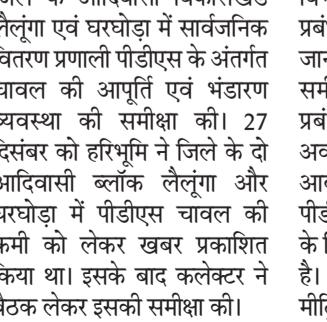 लैलूंगा एवं घरघोड़ा में सार्वजनिक
वितरण प्रणाली पीडीएस के अंतर्गत
चावल की आपूर्ति एवं भंडारण
व्यवस्था की समीक्षा की। 27
दिसंबर को हरिभूमि ने जिले के दो
आदिवासी ब्लॉक लैलूंगा और
घरघोड़ा में पीडीएस चावल की
कमी को लेकर खबर प्रकाशित
किया था। इसके बाद कलेक्टर ने
बैठक लेकर इसकी समीक्षा की।